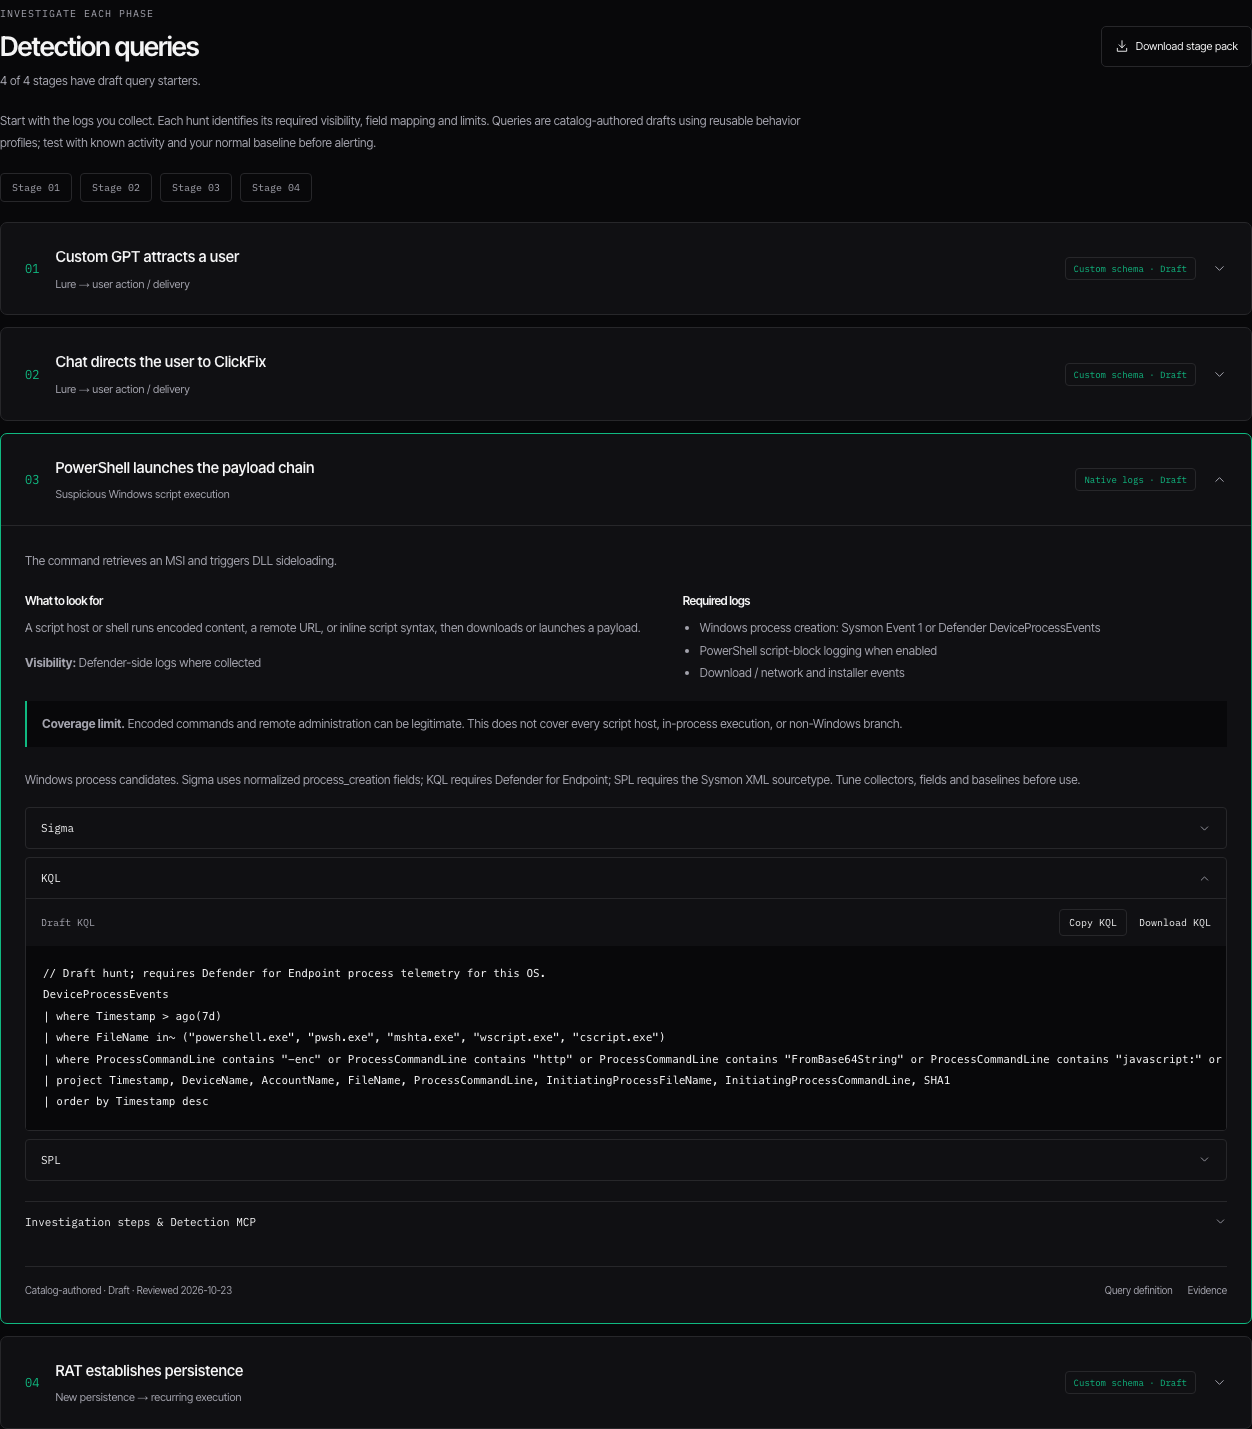 INVESTIGATE EACH PHASE
Detection queries
Download stage pack
4 of 4 stages have draft query starters.
Start with the logs you collect. Each hunt identifies its required visibility, field mapping and limits. Queries are catalog-authored drafts using reusable behavior
profiles; test with known activity and your normal baseline before alerting.
Stage 01
Stage 02
Stage 03
Stage 04
01
Custom GPT attracts a user
Lure → user action / delivery
Custom schema · Draft
02
Chat directs the user to ClickFix
Lure → user action / delivery
Custom schema · Draft
03
PowerShell launches the payload chain
Suspicious Windows script execution
Native logs · Draft
The command retrieves an MSI and triggers DLL sideloading.
What to look for
A script host or shell runs encoded content, a remote URL, or inline script syntax, then downloads or launches a payload.
Visibility: Defender-side logs where collected
Required logs
• Windows process creation: Sysmon Event 1 or Defender DeviceProcessEvents
• PowerShell script-block logging when enabled
• Download / network and installer events
Coverage limit. Encoded commands and remote administration can be legitimate. This does not cover every script host, in-process execution, or non-Windows branch.
Windows process candidates. Sigma uses normalized process_creation fields; KQL requires Defender for Endpoint; SPL requires the Sysmon XML sourcetype. Tune collectors, fields and baselines before use.
Sigma
KQL
Draft KQL
Copy KQL
Download KQL
// Draft hunt; requires Defender for Endpoint process telemetry for this OS.
DeviceProcessEvents
| where Timestamp > ago(7d)
| where FileName in~ ("powershell.exe", "pwsh.exe", "mshta.exe", "wscript.exe", "cscript.exe")
| where ProcessCommandLine contains "-enc" or ProcessCommandLine contains "http" or ProcessCommandLine contains "FromBase64String" or ProcessCommandLine contains "javascript:" or
| project Timestamp, DeviceName, AccountName, FileName, ProcessCommandLine, InitiatingProcessFileName, InitiatingProcessCommandLine, SHA1
| order by Timestamp desc
SPL
Investigation steps & Detection MCP
Catalog-authored · Draft · Reviewed 2026-10-23
Query definition
Evidence
04
RAT establishes persistence
New persistence → recurring execution
Custom schema · Draft